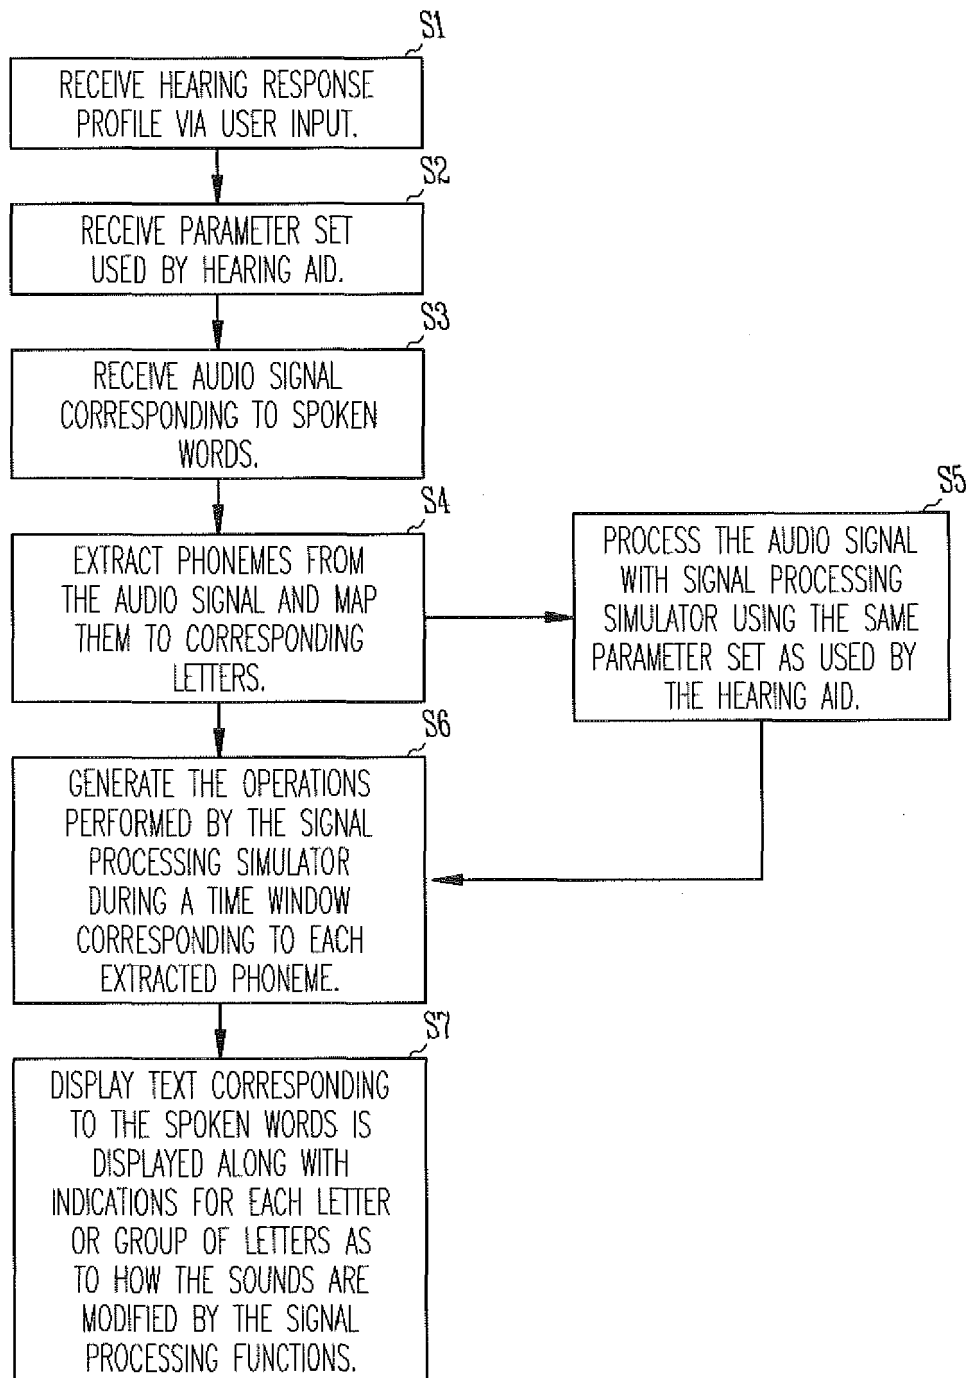 S1
RECEIVE HEARING RESPONSE
PROFILE VIA USER INPUT.
S2
RECEIVE PARAMETER SET
USED BY HEARING AID.
S3
RECEIVE AUDIO SIGNAL
CORRESPONDING TO SPOKEN
WORDS.
S4
EXTRACT PHONEMES FROM
THE AUDIO SIGNAL AND MAP
THEM TO CORRESPONDING
LETTERS.
S5
PROCESS THE AUDIO SIGNAL
WITH SIGNAL PROCESSING
SIMULATOR USING THE SAME
PARAMETER SET AS USED BY
THE HEARING AID.
S6
GENERATE THE OPERATIONS
PERFORMED BY THE SIGNAL
PROCESSING SIMULATOR
DURING A TIME WINDOW
CORRESPONDING TO EACH
EXTRACTED PHONEME.
S7
DISPLAY TEXT CORRESPONDING
TO THE SPOKEN WORDS IS
DISPLAYED ALONG WITH
INDICATIONS FOR EACH LETTER
OR GROUP OF LETTERS AS
TO HOW THE SOUNDS ARE
MODIFIED BY THE SIGNAL
PROCESSING FUNCTIONS.